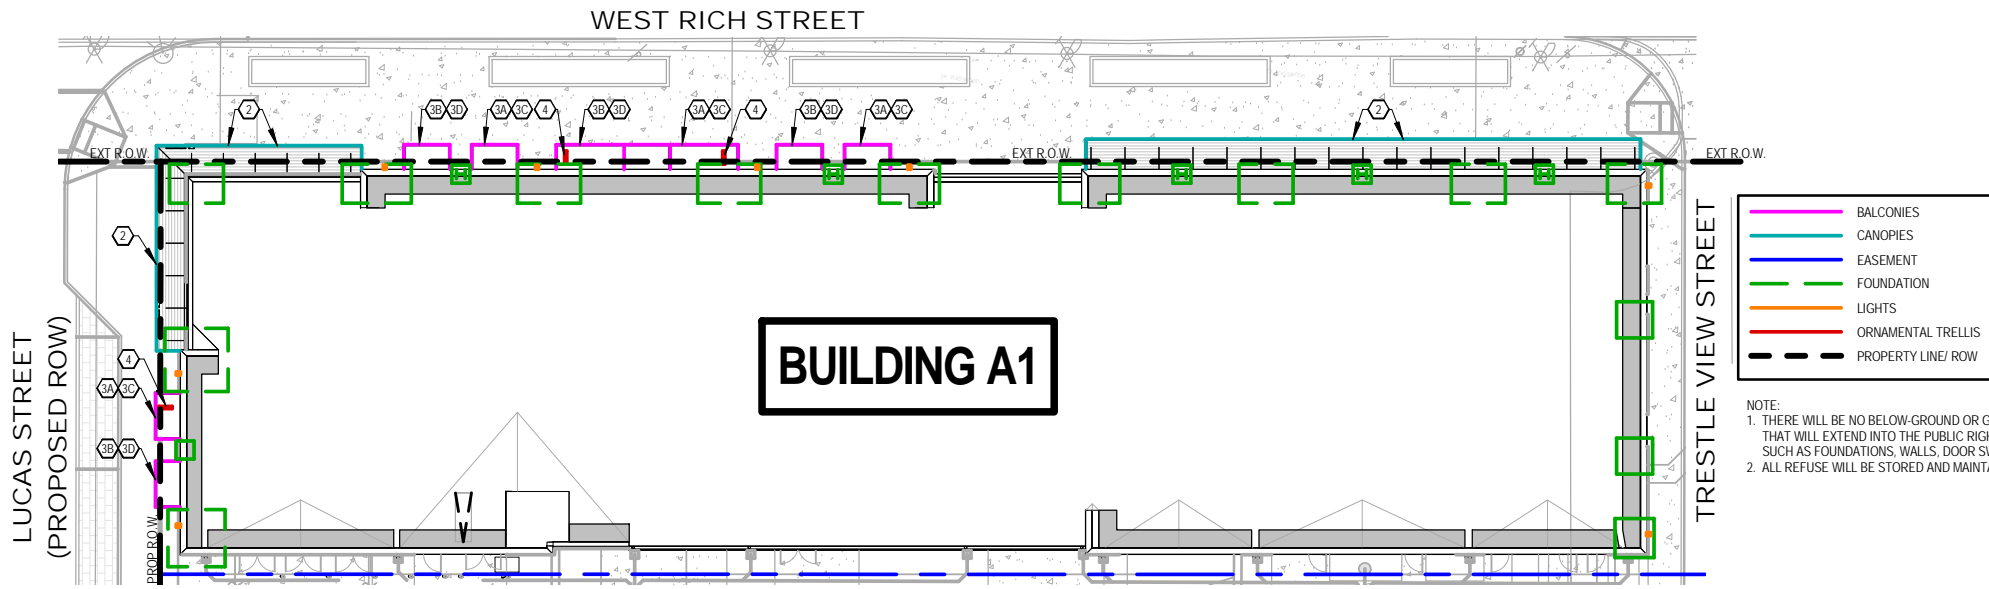 WEST RICH STREET
2
3B 3D
3A 3C 4
3B 3D
3A 3C
4
3B 3D
3A 3C
2
EXT R.O.W.
EXT R.O.W.
EXT R.O.W.
2
4
3A 3C
3B 3D
LUCAS STREET
(PROPOSED ROW)
PROP R.O.W.
BUILDING A1
TRESTLE VIEW STREET
BALCONIES
CANOPIES
EASEMENT
FOUNDATION
LIGHTS
ORNAMENTAL TRELLIS
PROPERTY LINE/ ROW
NOTE:
1. THERE WILL BE NO BELOW-GROUND OR
THAT WILL EXTEND INTO THE PUBLIC
SUCH AS FOUNDATIONS, WALLS, DOOR
2. ALL REFUSE WILL BE STORED AND